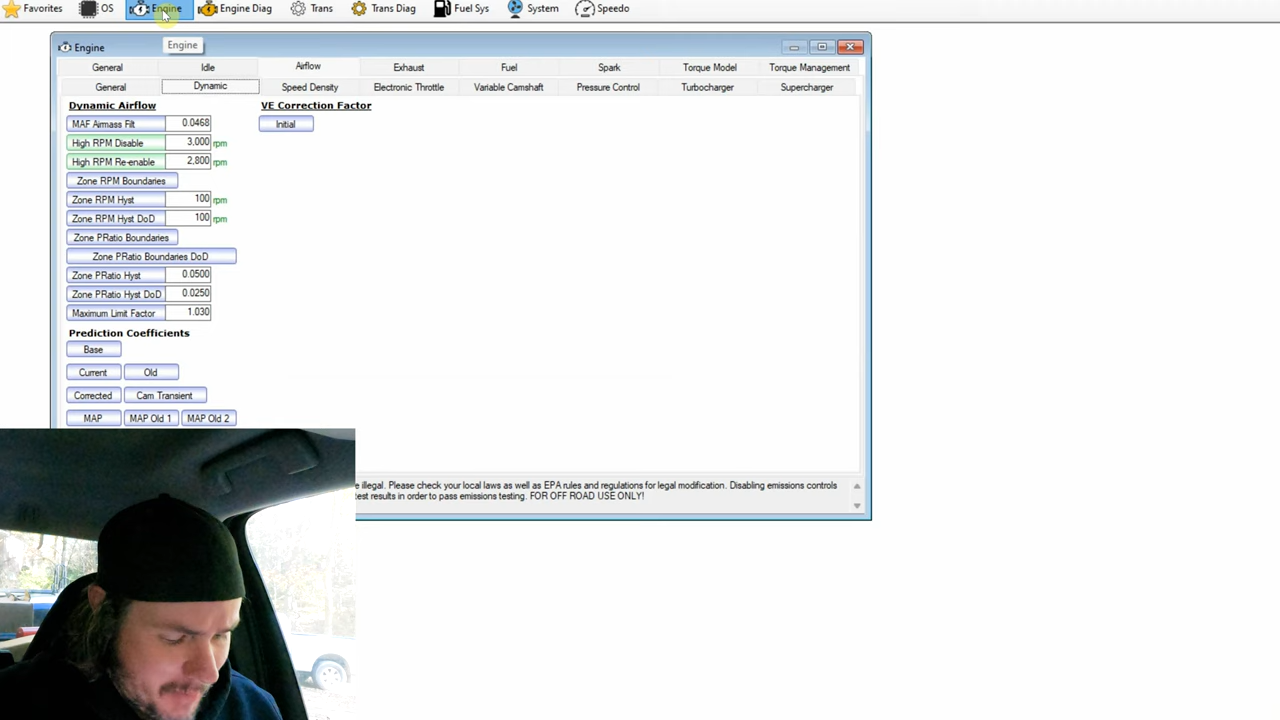 Favorites OS Engine Engine Diag Trans Trans Diag Fuel Sys System Speedo
Engine
Engine
General Idle Airflow Exhaust Fuel Spark Torque Model Torque Management
General Dynamic Speed Density Electronic Throttle Variable Camshaft Pressure Control Turbocharger Supercharger
Dynamic Airflow VE Correction Factor
MAF Airmass Filt 0.0468 Initial
High RPM Disable 3,000 rpm
High RPM Re-enable 2,800 rpm
Zone RPM Boundaries
Zone RPM Hyst 100 rpm
Zone RPM Hyst DoD 100 rpm
Zone PRatio Boundaries
Zone PRatio Boundaries DoD
Zone PRatio Hyst 0.0500
Zone PRatio Hyst DoD 0.0250
Maximum Limit Factor 1.030
Prediction Coefficients
Base
Current Old
Corrected Cam Transient
MAP MAP Old 1 MAP Old 2
e illegal. Please check your local laws as well as EPA rules and regulations for legal modification. Disabling emissions controls
test results in order to pass emissions testing. FOR OFF ROAD USE ONLY!